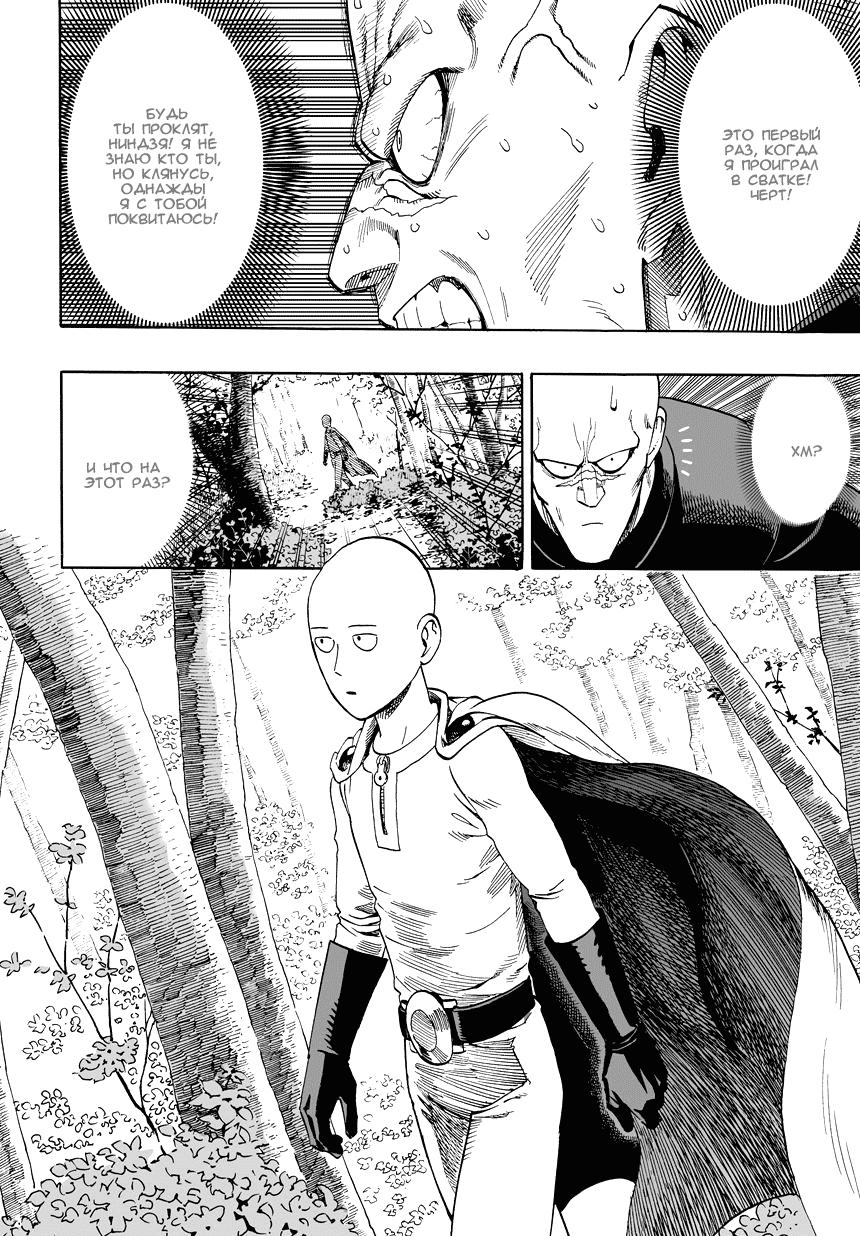 ЭТО ПЕРВЫЙ
РАЗ, КОГДА
Я ПРОИГРАЛ
В СВАТКЕ!
ЧЕРТ!
БУДЬ
ТЫ ПРОКЛЯТ,
НИНДЗЯ! Я НЕ
ЗНАЮ КТО ТЫ,
НО КЛЯНУСЬ,
ОДНАЖДЫ
Я С ТОБОЙ
ПОКВИТАЮСЬ!
ХМ?
И ЧТО НА
ЭТОТ РАЗ?